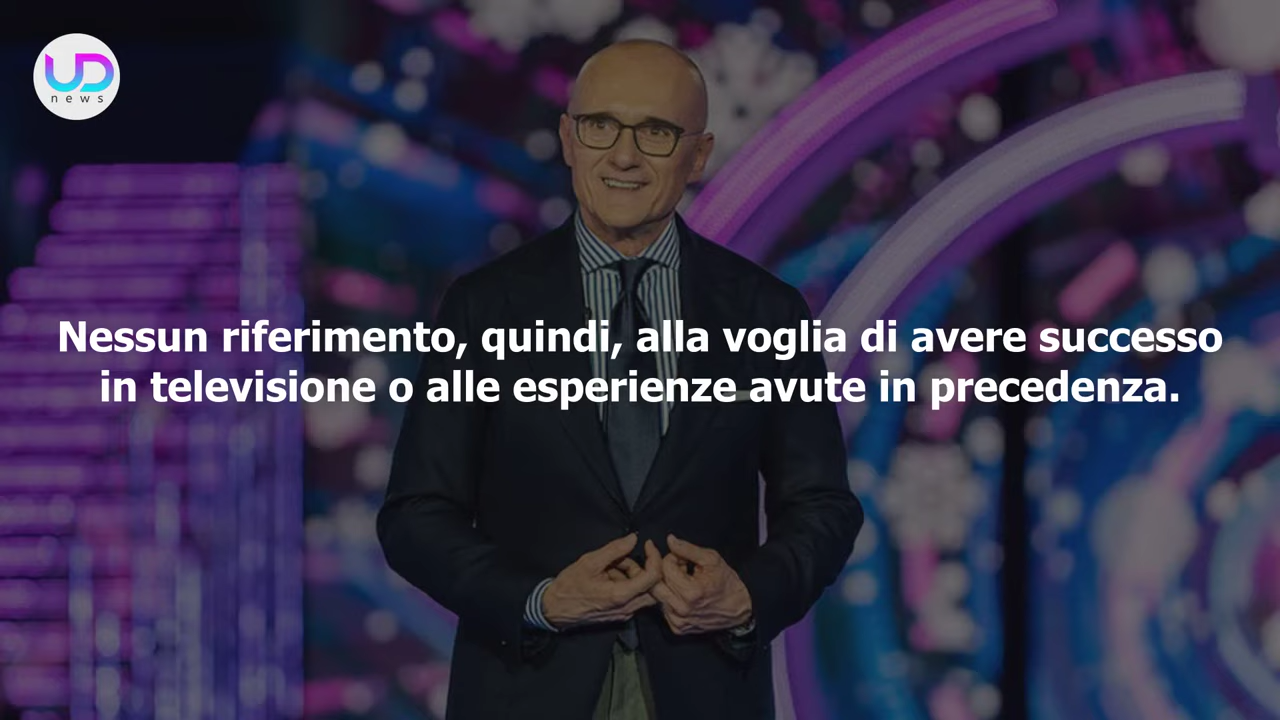 UD
news
Nessun riferimento, quindi, alla voglia di avere successo
in televisione o alle esperienze avute in precedenza.